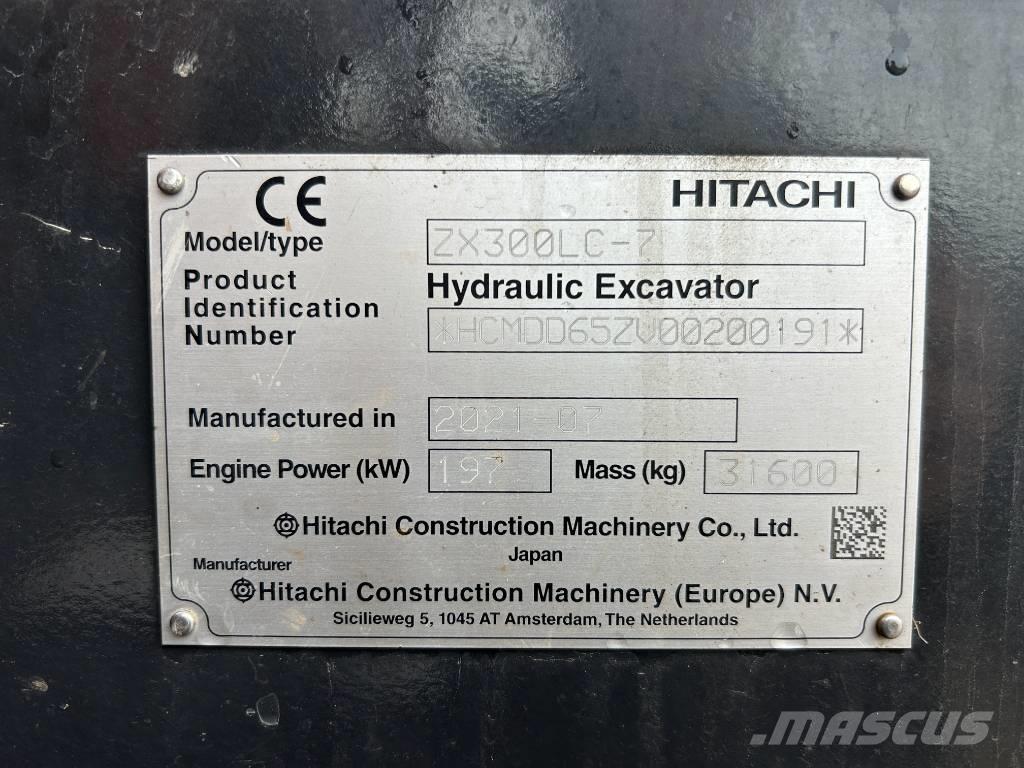 CE
HITACHI
Model/type ZX300LC-7
Product Identification Number
Hydraulic Excavator
*HCMDD65ZV00200191*
Manufactured in 2021-07
Engine Power (kW) 197 Mass (kg) 31600
Hitachi Construction Machinery Co., Ltd.
Japan
Manufacturer
Hitachi Construction Machinery (Europe) N.V.
Sicilieweg 5, 1045 AT Amsterdam, The Netherlands
MASCUS